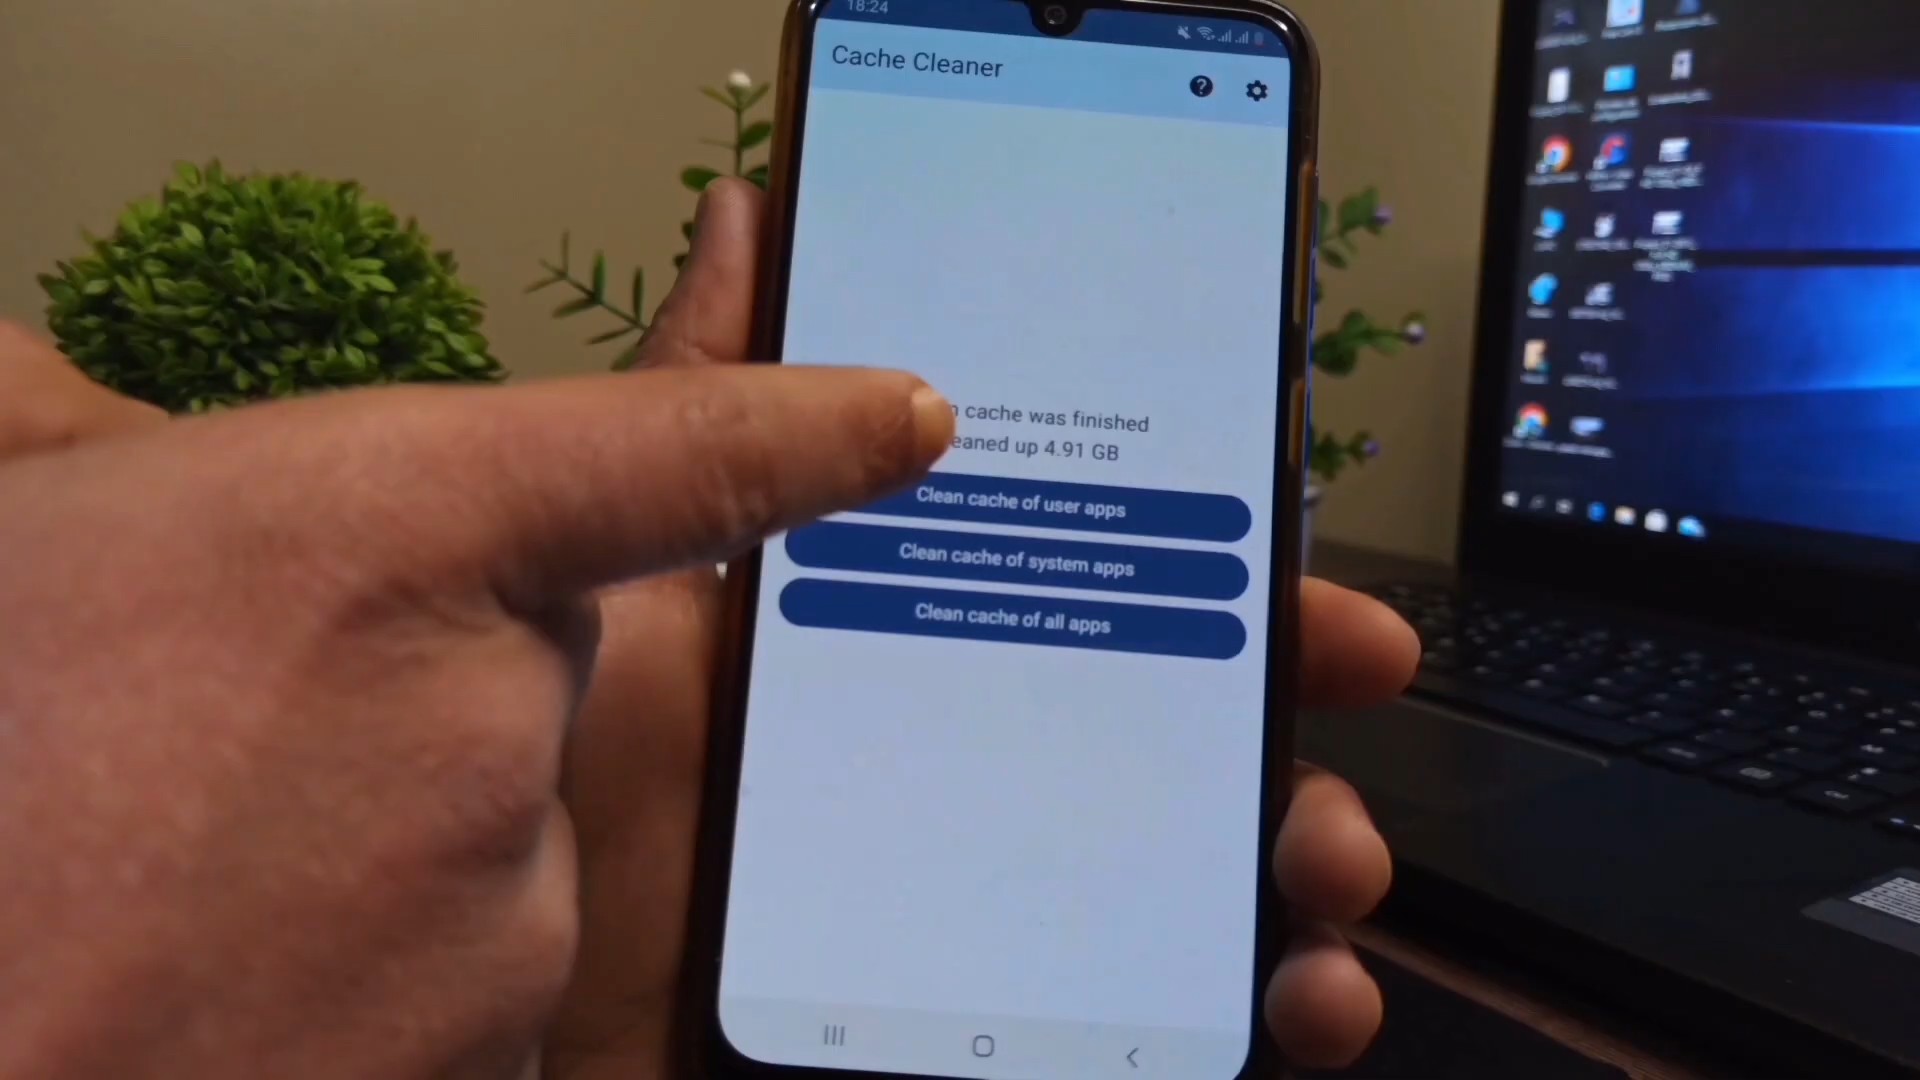 18:24
Cache Cleaner
cache was finished
eaned up 4.91 GB
Clean cache of user apps
Clean cache of system apps
Clean cache of all apps